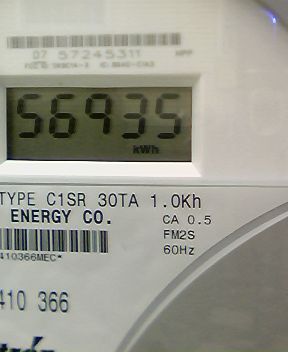 07 57245311 MPP
56935
kWh
TYPE C1SR 30TA 1.0Kh
ENERGY CO. CA 0.5
FM2S
410366MEC* 60Hz
410 366